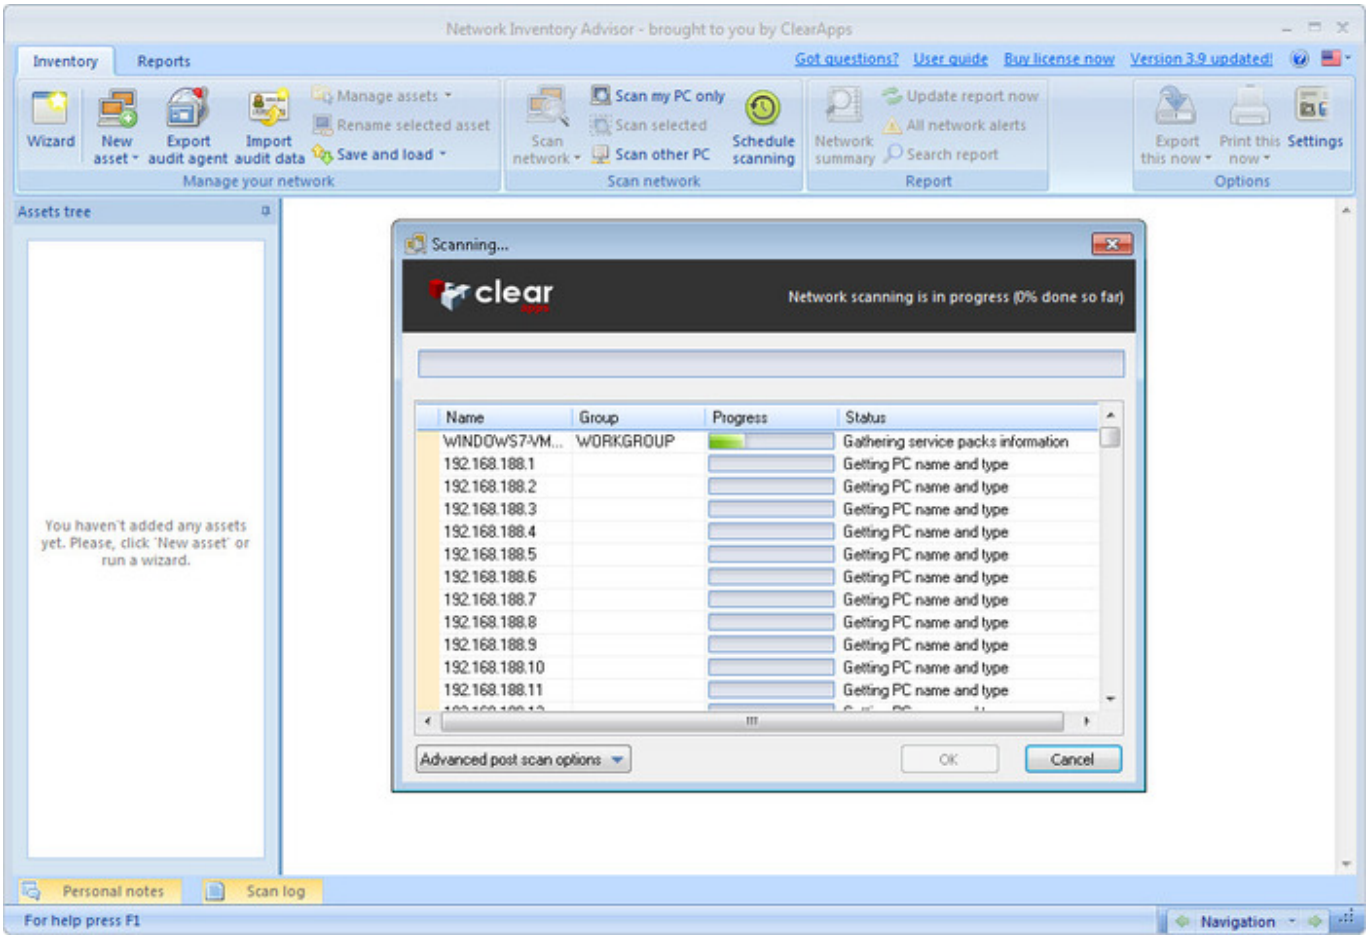 Network Inventory Advisor - brought to you by ClearApps
Inventory Reports
Got questions? User guide Buy license now Version 3.9 updated!
Wizard
New asset
Export audit agent
Import audit data
Manage assets
Rename selected asset
Save and load
Manage your network
Scan network
Scan my PC only
Scan selected
Scan other PC
Schedule scanning
Scan network
Network summary
Update report now
All network alerts
Search report
Report
Export this now
Print this now
Settings
Options
Assets tree
You haven't added any assets
yet. Please, click 'New asset' or
run a wizard.
Scanning...
clear
apps
Network scanning is in progress (0% done so far)
Name Group Progress Status
WINDOWS7-VM... WORKGROUP Gathering service packs information
192.168.188.1 Getting PC name and type
192.168.188.2 Getting PC name and type
192.168.188.3 Getting PC name and type
192.168.188.4 Getting PC name and type
192.168.188.5 Getting PC name and type
192.168.188.6 Getting PC name and type
192.168.188.7 Getting PC name and type
192.168.188.8 Getting PC name and type
192.168.188.9 Getting PC name and type
192.168.188.10 Getting PC name and type
192.168.188.11 Getting PC name and type
Advanced post scan options OK Cancel
Personal notes Scan log
For help press F1 Navigation